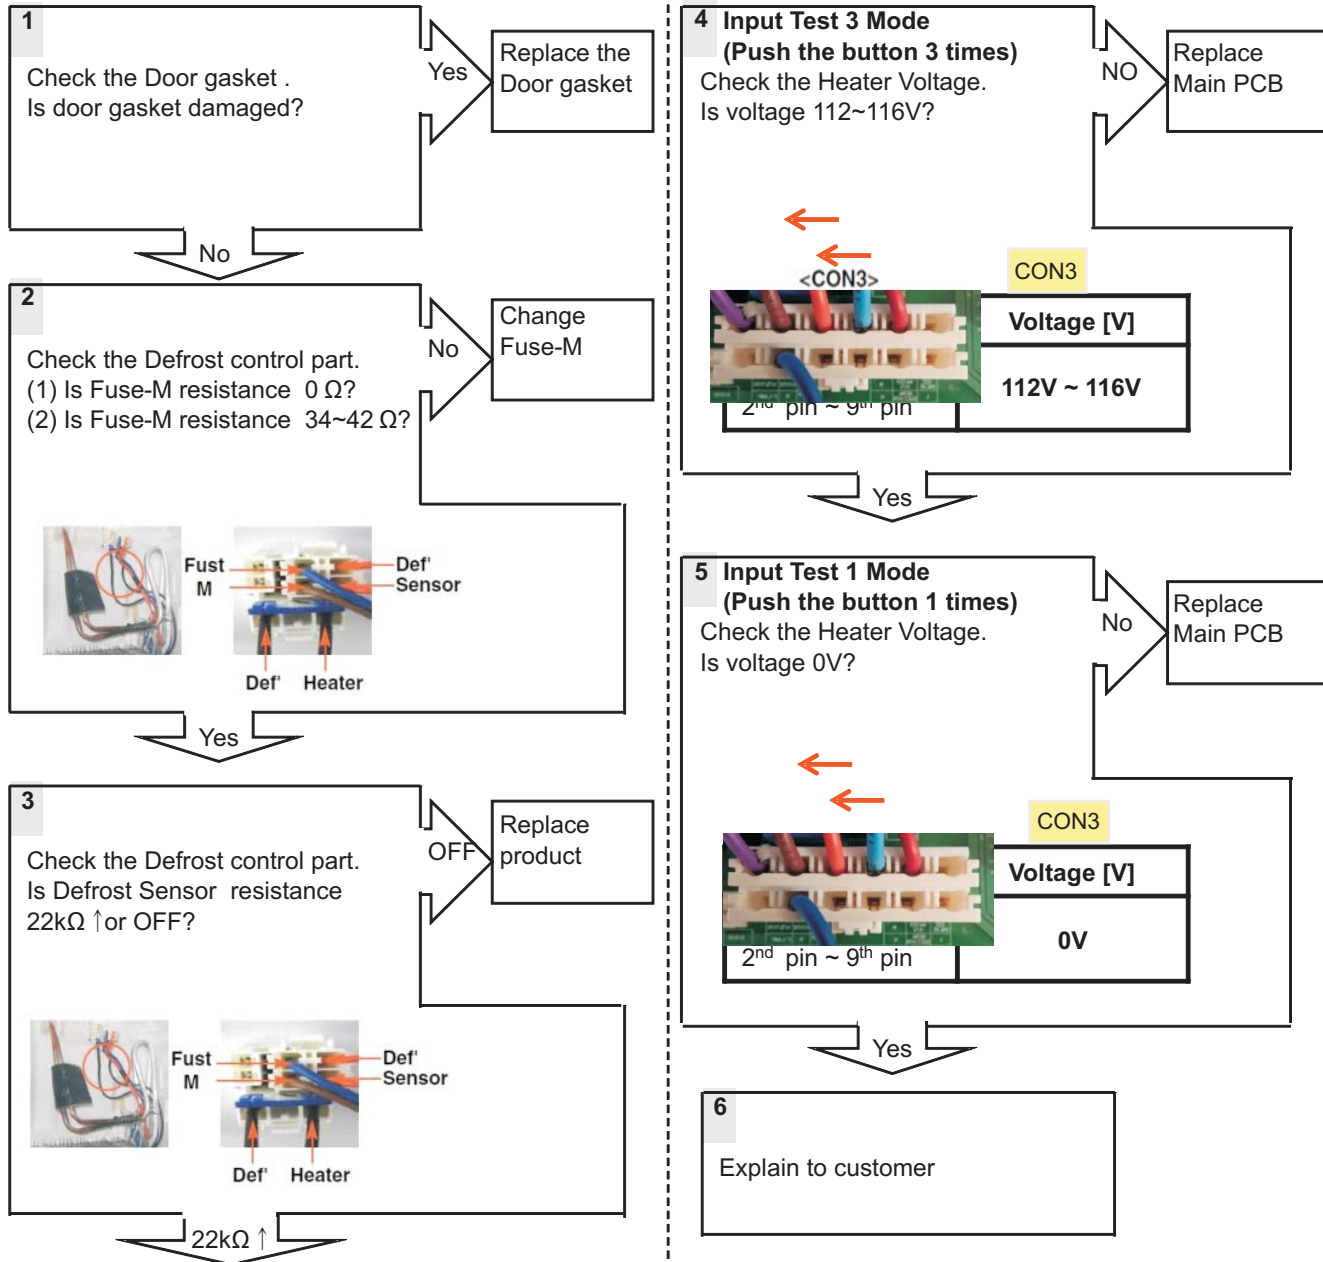 1
Check the Door gasket .
Is door gasket damaged?
Yes
Replace the
Door gasket
No
2
Check the Defrost control part.
(1) Is Fuse-M resistance 0 Ω?
(2) Is Fuse-M resistance 34~42 Ω?
No
Change
Fuse-M
Fust
M
Def'
Sensor
Def' Heater
Yes
3
Check the Defrost control part.
Is Defrost Sensor resistance
22kΩ ↑or OFF?
OFF
Replace
product
Fust
M
Def'
Sensor
Def' Heater
22kΩ ↑
4 Input Test 3 Mode
(Push the button 3 times)
Check the Heater Voltage.
Is voltage 112~116V?
NO
Replace
Main PCB
<CON3>
CON3
Voltage [V]
112V ~ 116V
2nd pin ~ 9th pin
Yes
5 Input Test 1 Mode
(Push the button 1 times)
Check the Heater Voltage.
Is voltage 0V?
No
Replace
Main PCB
CON3
Voltage [V]
0V
2nd pin ~ 9th pin
Yes
6
Explain to customer